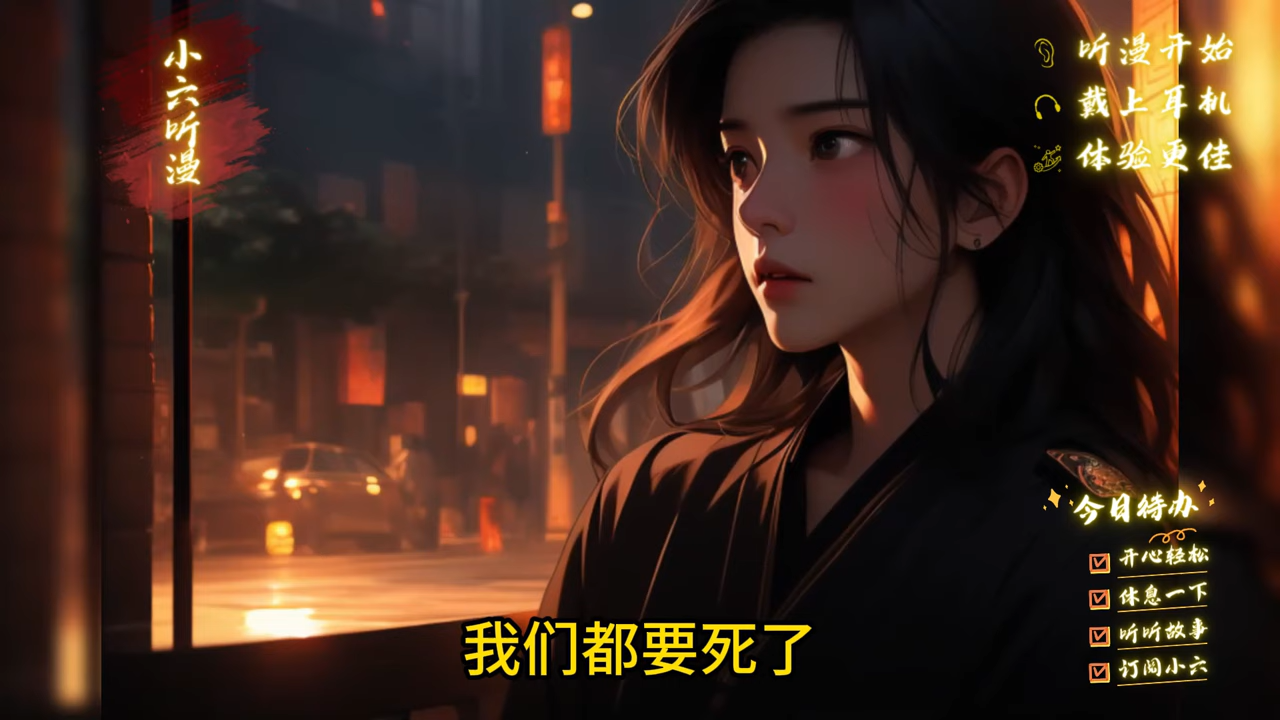 小六听漫
听漫开始
戴上耳机
体验更佳
今日待办
开心轻松
休息一下
听听故事
订阅小六
我们都要死了